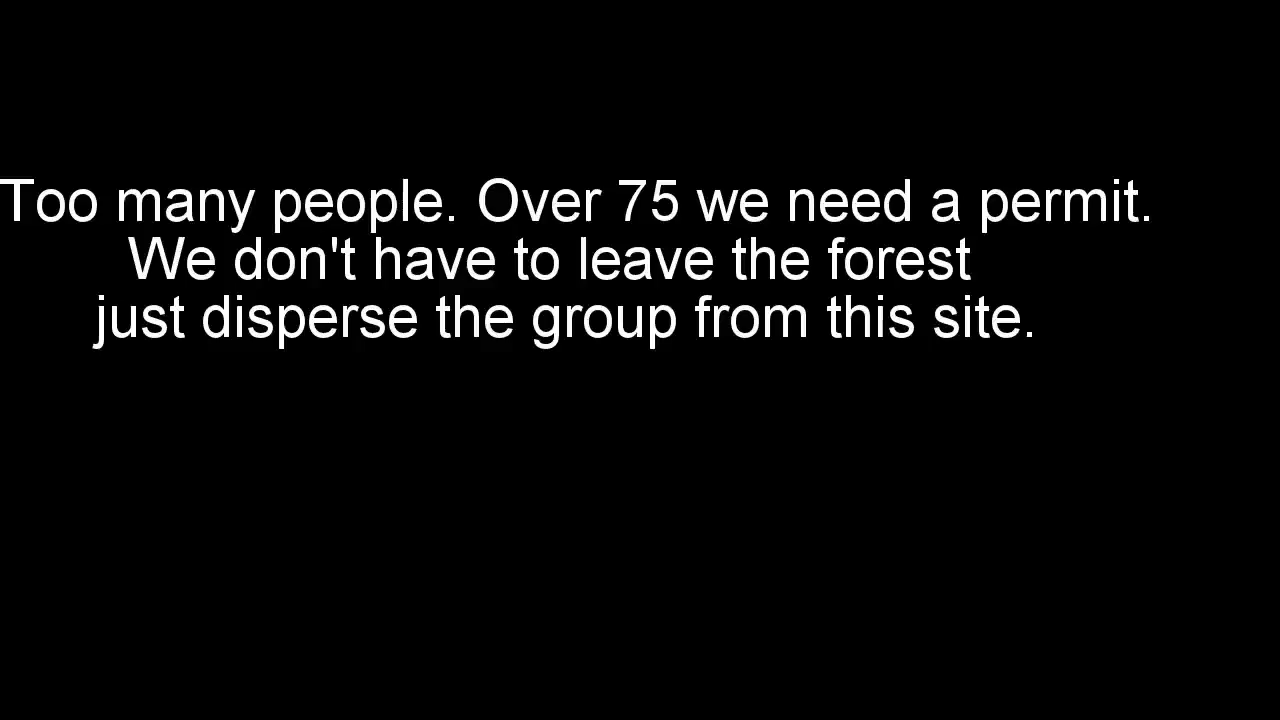 Too many people. Over 75 we need a permit.
We don't have to leave the forest
just disperse the group from this site.